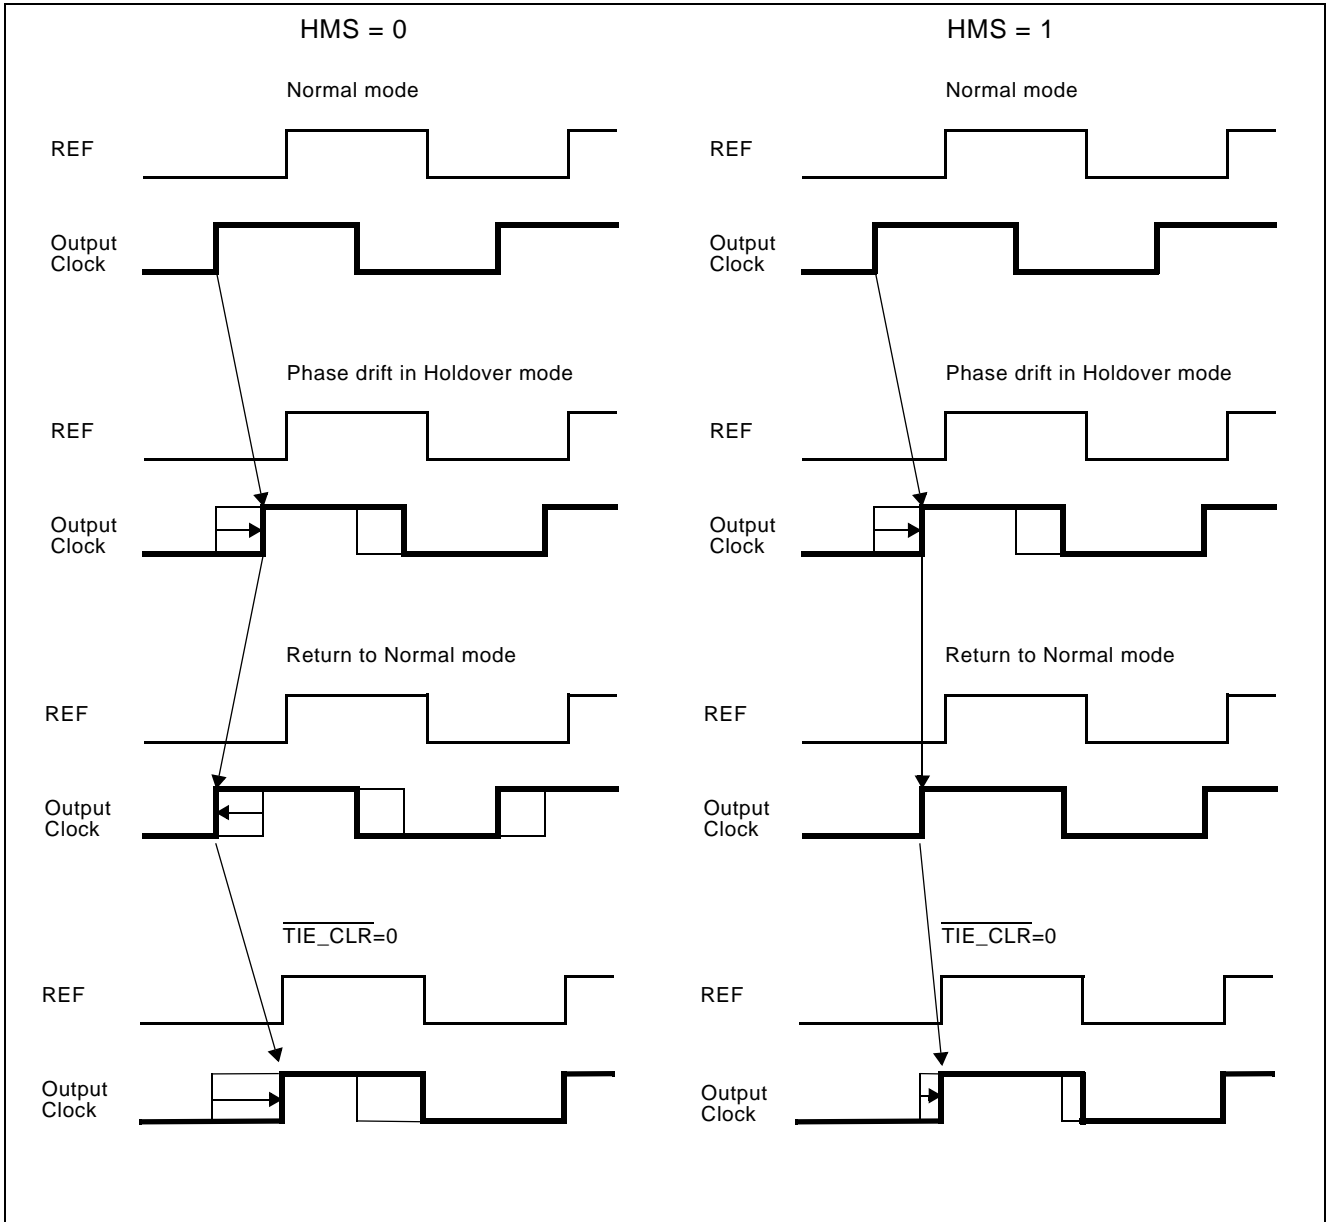 HMS = 0
Normal mode
REF
Output
Clock
Phase drift in Holdover mode
REF
Output
Clock
Return to Normal mode
REF
Output
Clock
TIE_CLR=0
REF
Output
Clock
HMS = 1
Normal mode
REF
Output
Clock
Phase drift in Holdover mode
REF
Output
Clock
Return to Normal mode
REF
Output
Clock
TIE_CLR=0
REF
Output
Clock